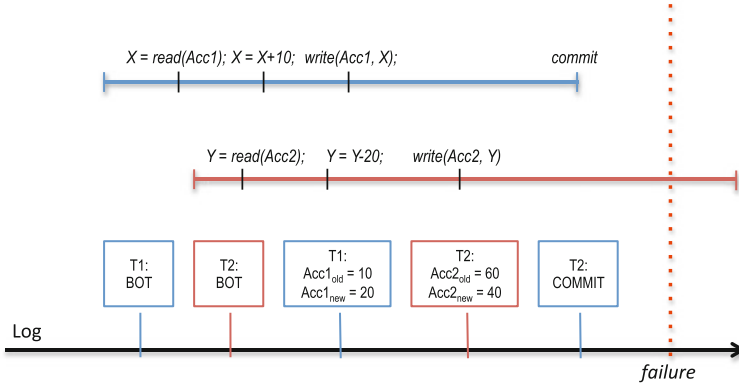 X = read(Acc1); X = X+10; write(Acc1, X); commit
Y = read(Acc2); Y = Y-20; write(Acc2, Y)
T1:
BOT
T2:
BOT
T1:
Acc1old = 10
Acc1new = 20
T2:
Acc2old = 60
Acc2new = 40
T2:
COMMIT
Log
failure